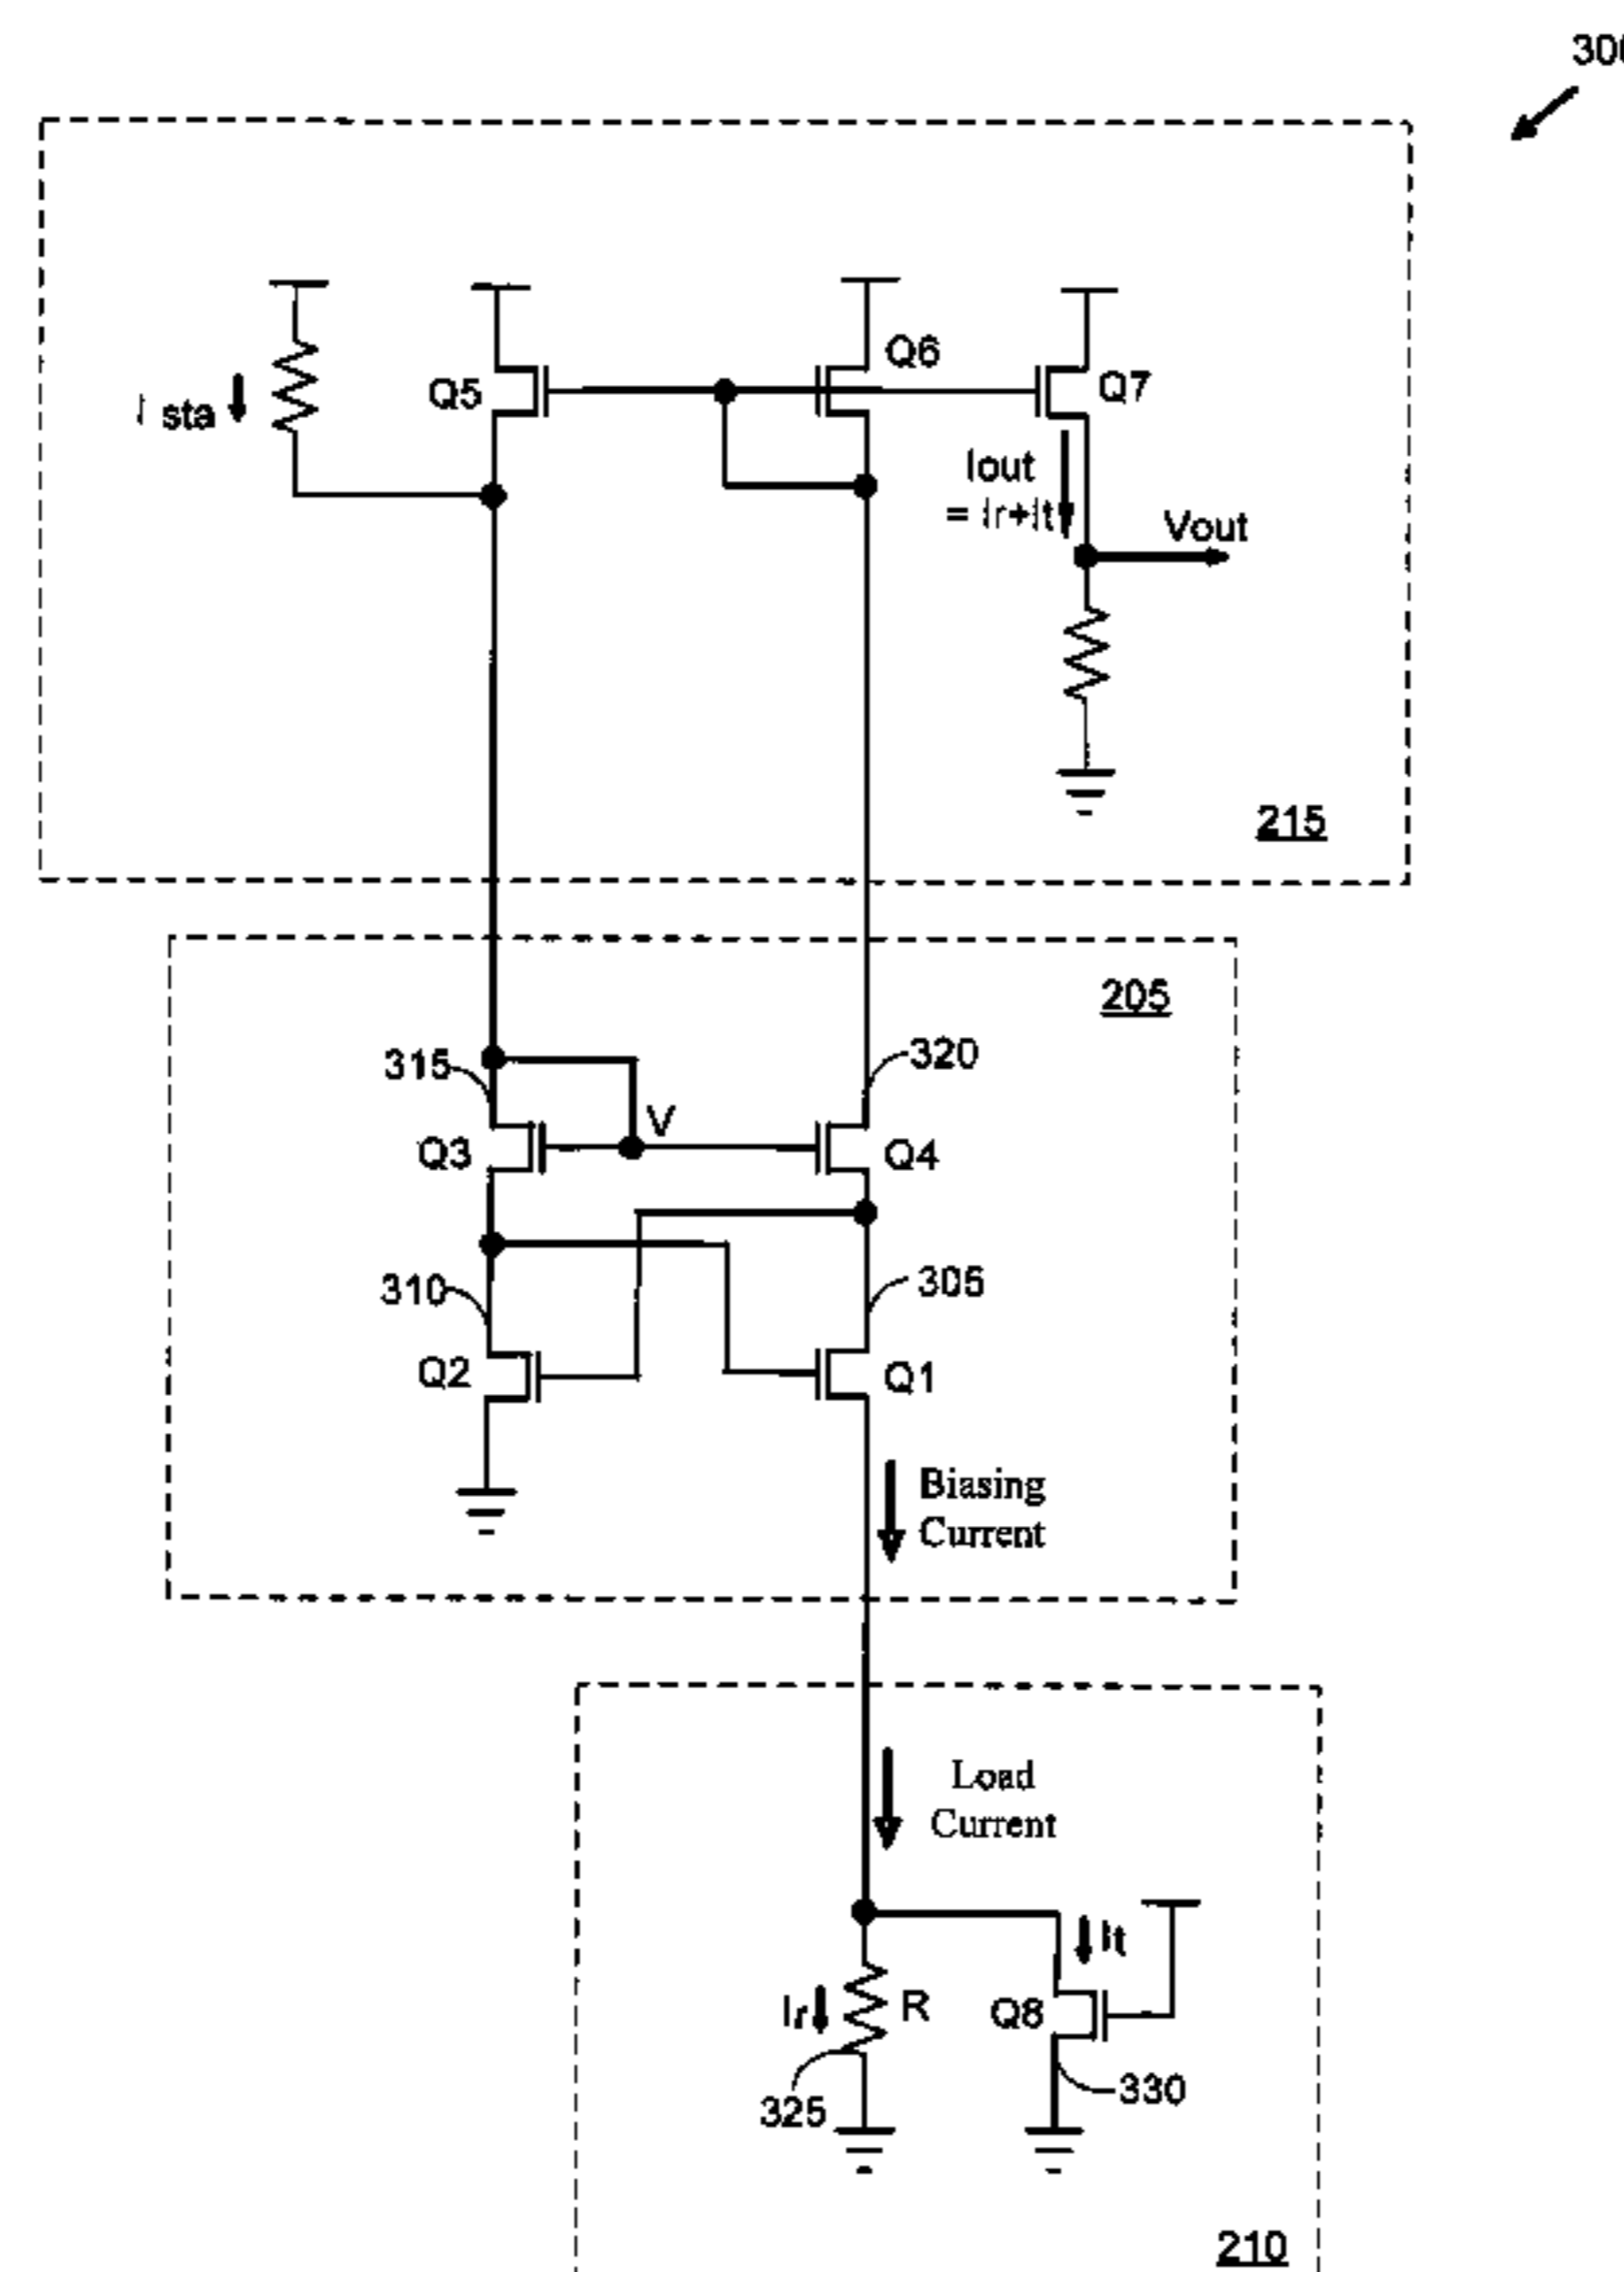 Q6
Q5
Q7
I sta
Iout
= Ir+It
Vout
215
205
315
320
V
Q3
Q4
310
305
Q2
Q1
Biasing
Current
Load
Current
It
Ir
R
Q8
325
330
210